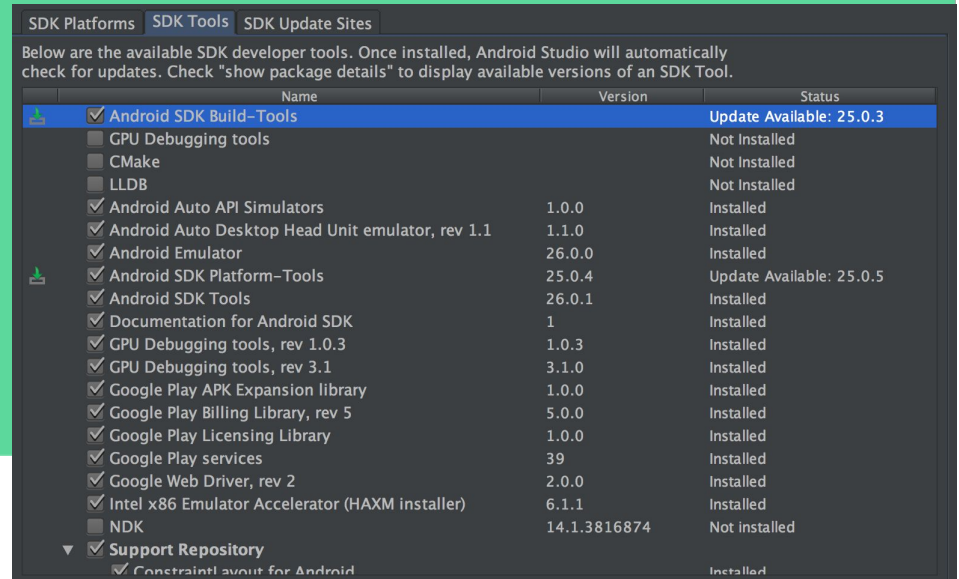 SDK Platforms SDK Tools SDK Update Sites
Below are the available SDK developer tools. Once installed, Android Studio will automatically
check for updates. Check "show package details" to display available versions of an SDK Tool.
Name Version Status
Android SDK Build-Tools Update Available: 25.0.3
GPU Debugging tools Not Installed
CMake Not Installed
LLDB Not Installed
Android Auto API Simulators 1.0.0 Installed
Android Auto Desktop Head Unit emulator, rev 1.1 1.1.0 Installed
Android Emulator 26.0.0 Installed
Android SDK Platform-Tools 25.0.4 Update Available: 25.0.5
Android SDK Tools 26.0.1 Installed
Documentation for Android SDK 1 Installed
GPU Debugging tools, rev 1.0.3 1.0.3 Installed
GPU Debugging tools, rev 3.1 3.1.0 Installed
Google Play APK Expansion library 1.0.0 Installed
Google Play Billing Library, rev 5 5.0.0 Installed
Google Play Licensing Library 1.0.0 Installed
Google Play services 39 Installed
Google Web Driver, rev 2 2.0.0 Installed
Intel x86 Emulator Accelerator (HAXM installer) 6.1.1 Installed
NDK 14.1.3816874 Not installed
Support Repository
ConstraintLayout for Android Installed